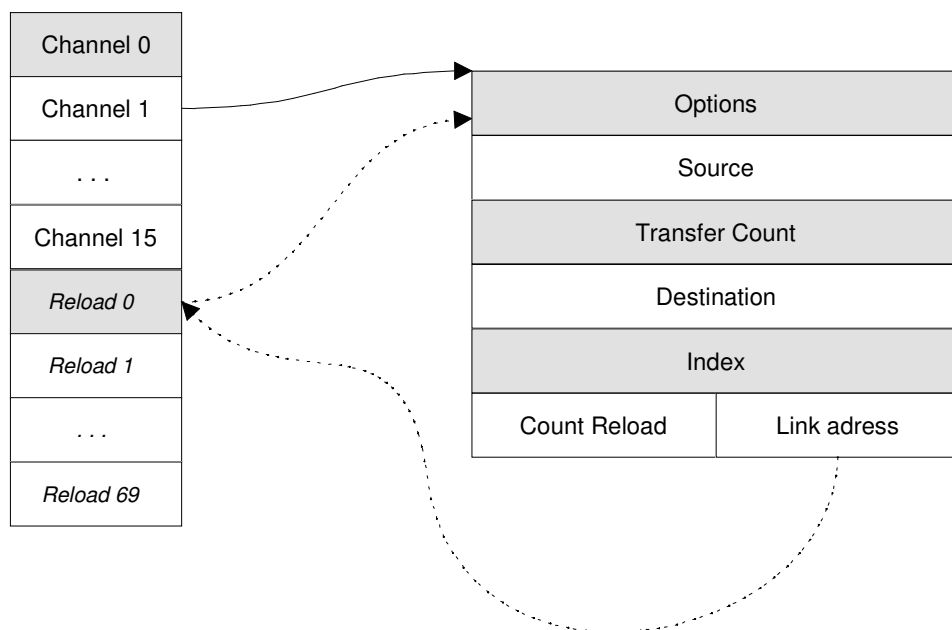 Channel 0
Channel 1
. . .
Channel 15
Reload 0
Reload 1
. . .
Reload 69
Options
Source
Transfer Count
Destination
Index
Count Reload
Link adress